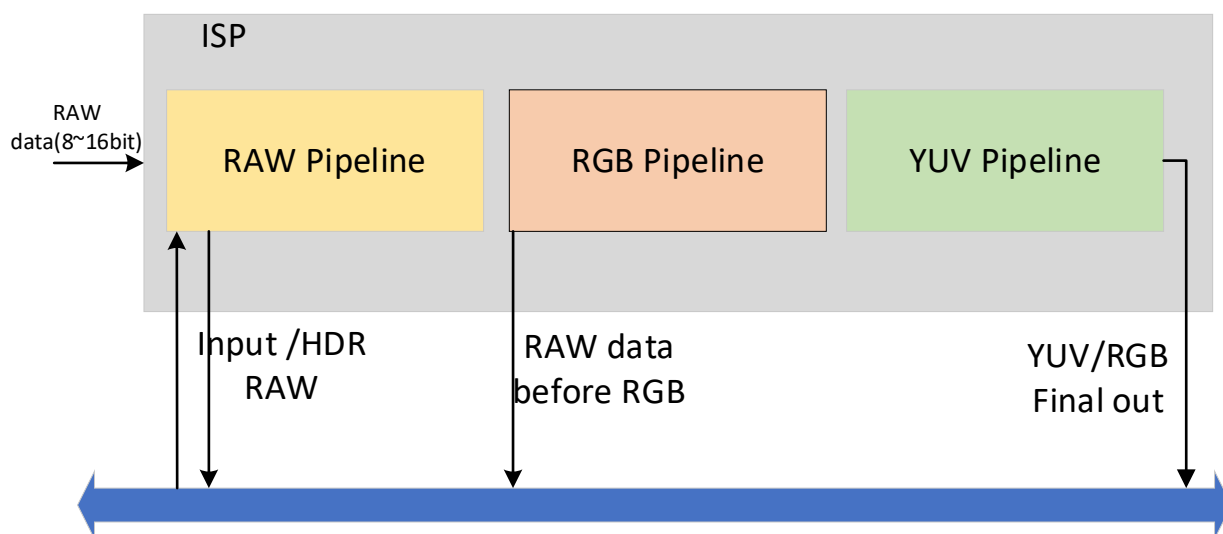 ISP
RAW
data(8~16bit)
RAW Pipeline
RGB Pipeline
YUV Pipeline
Input /HDR
RAW
RAW data
before RGB
YUV/RGB
Final out